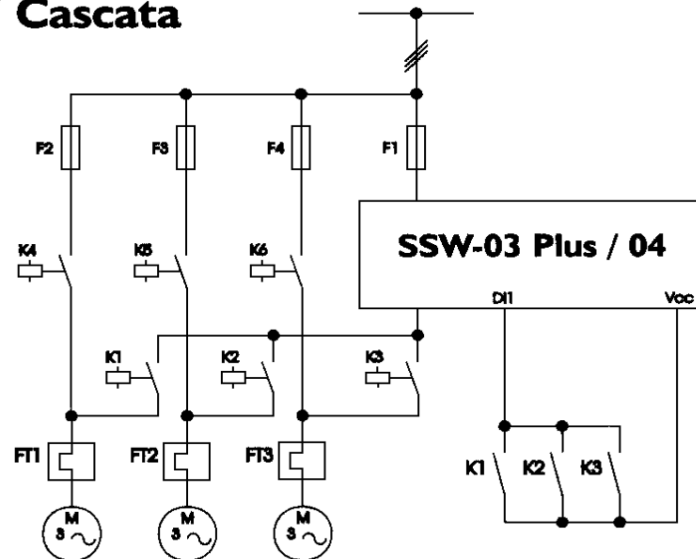 Cascata
F2 F3 F4 F1
SSW-03 Plus / 04
K4 K5 K6
DI1 Vcc
K1 K2 K3
FT1 FT2 FT3
K1 K2 K3
M M M
3 3 3